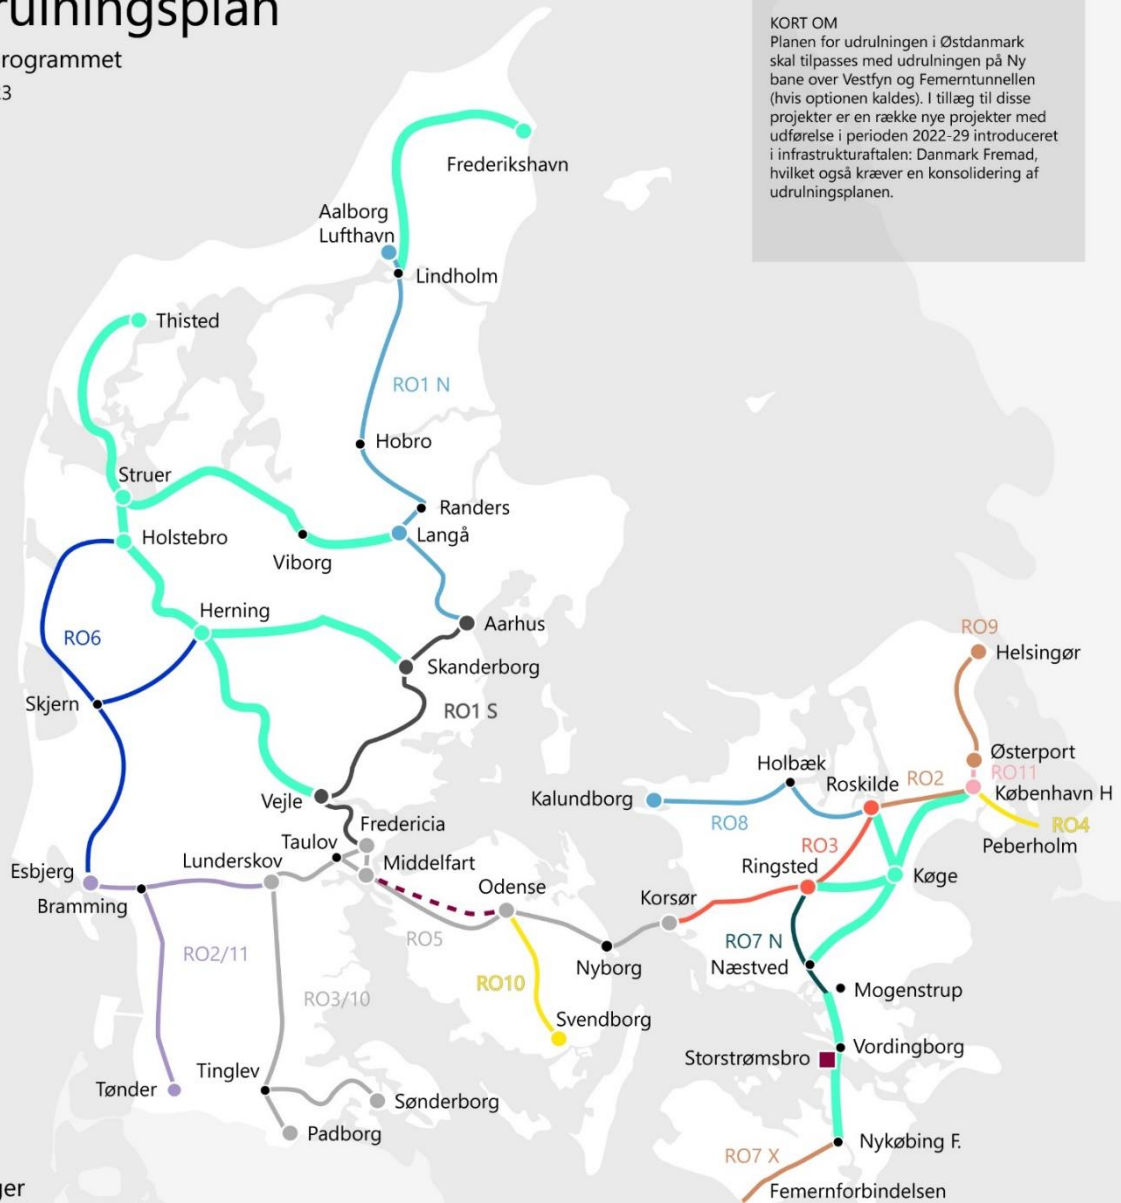 rulningsplan
rogrammet
3
KORT OM
Planen for udrulningen i Østdanmark
skal tilpasses med udrulningen på Ny
bane over Vestfyn og Femerntunnellen
(hvis optionen kaldes). I tillæg til disse
projekter er en række nye projekter med
udførelse i perioden 2022-29 introduceret
i infrastrukturaftalen: Danmark Fremad,
hvilket også kræver en konsolidering af
udrulningsplanen.
Frederikshavn
Aalborg
Lufthavn
Lindholm
Thisted
RO1 N
Hobro
Struer
Randers
Holstebro
Langå
Viborg
Herning
Aarhus
RO6
Skanderborg
Skjern
RO1 S
RO9
Helsingør
Østerport
Holbæk
RO11
Roskilde
RO2
København H
Kalundborg
Vejle
RO8
Fredericia
RO4
Taulov
RO3
Peberholm
Lunderskov
Middelfart
Ringsted
Køge
Esbjerg
Odense
Korsør
Bramming
RO5
RO7 N
RO2/11
Nyborg
Næstved
RO10
Mogenstrup
RO3/10
Svendborg
Vordingborg
Storstrømsbro
Tinglev
Tønder
Sønderborg
Padborg
Nykøbing F.
RO7 X
ger
Femernforbindelsen